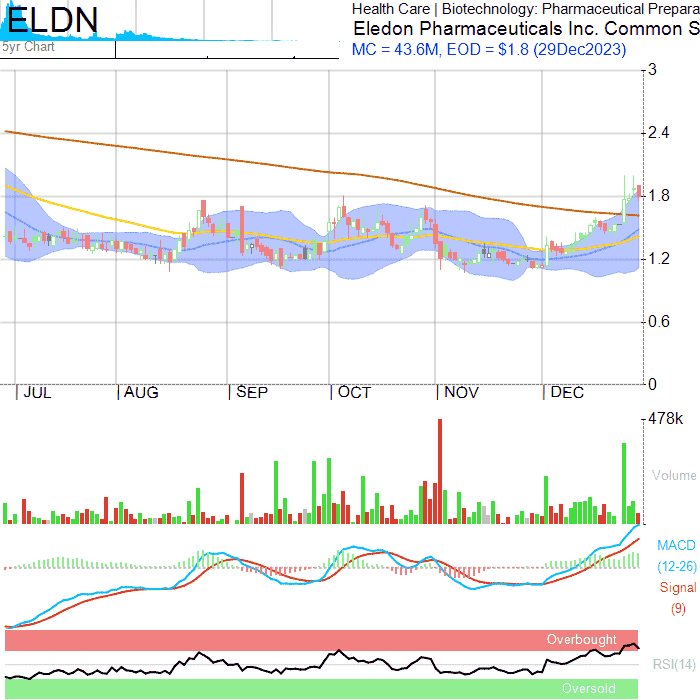 ELDN
5yr Chart
Health Care | Biotechnology: Pharmaceutical Prepara
Eledon Pharmaceuticals Inc. Common S
MC = 43.6M, EOD = $1.8 (29Dec2023)
3
2.4
1.8
1.2
0.6
0
| JUL | AUG | SEP | OCT | NOV | DEC
478k
Volume
MACD
(12-26)
Signal
(9)
Overbought
RSI(14)
Oversold